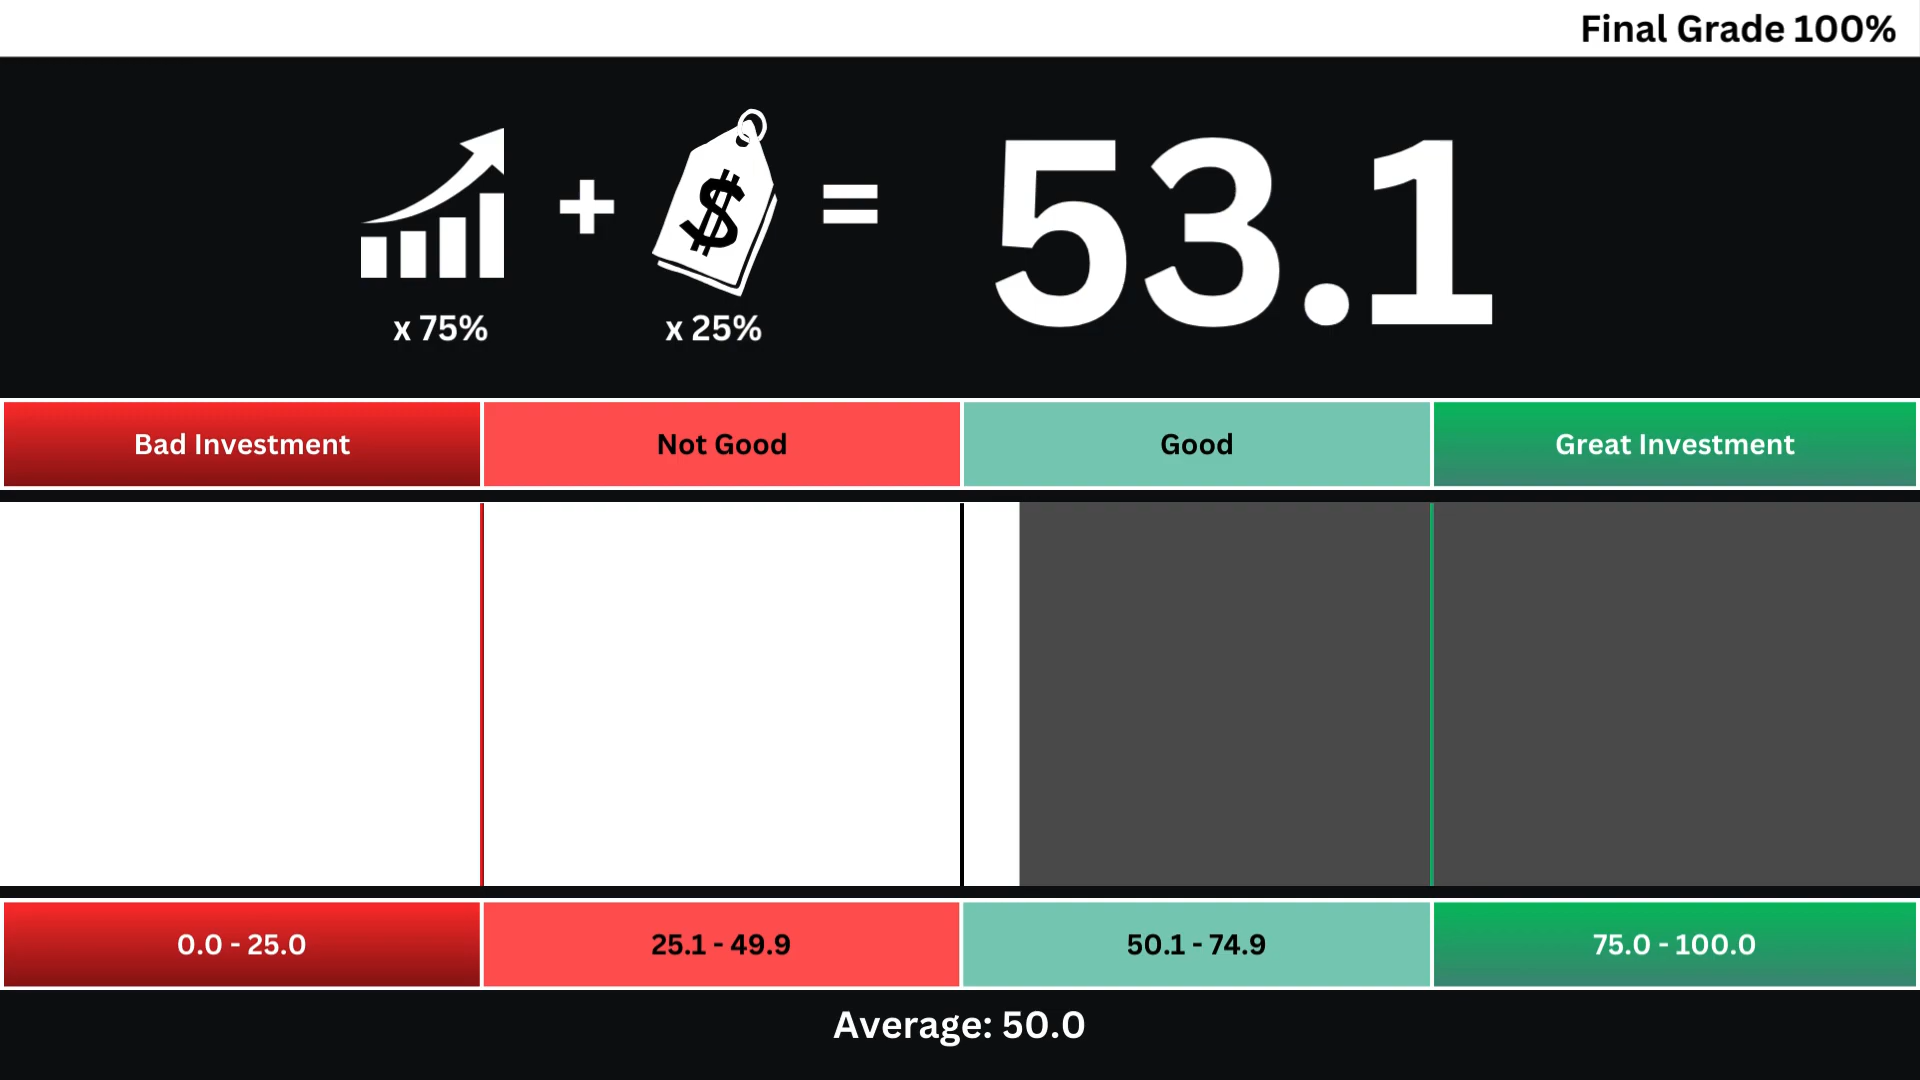 Final Grade 100%
+ $ = 53.1
x 75% x 25%
Bad Investment Not Good Good Great Investment
0.0 - 25.0 25.1 - 49.9 50.1 - 74.9 75.0 - 100.0
Average: 50.0